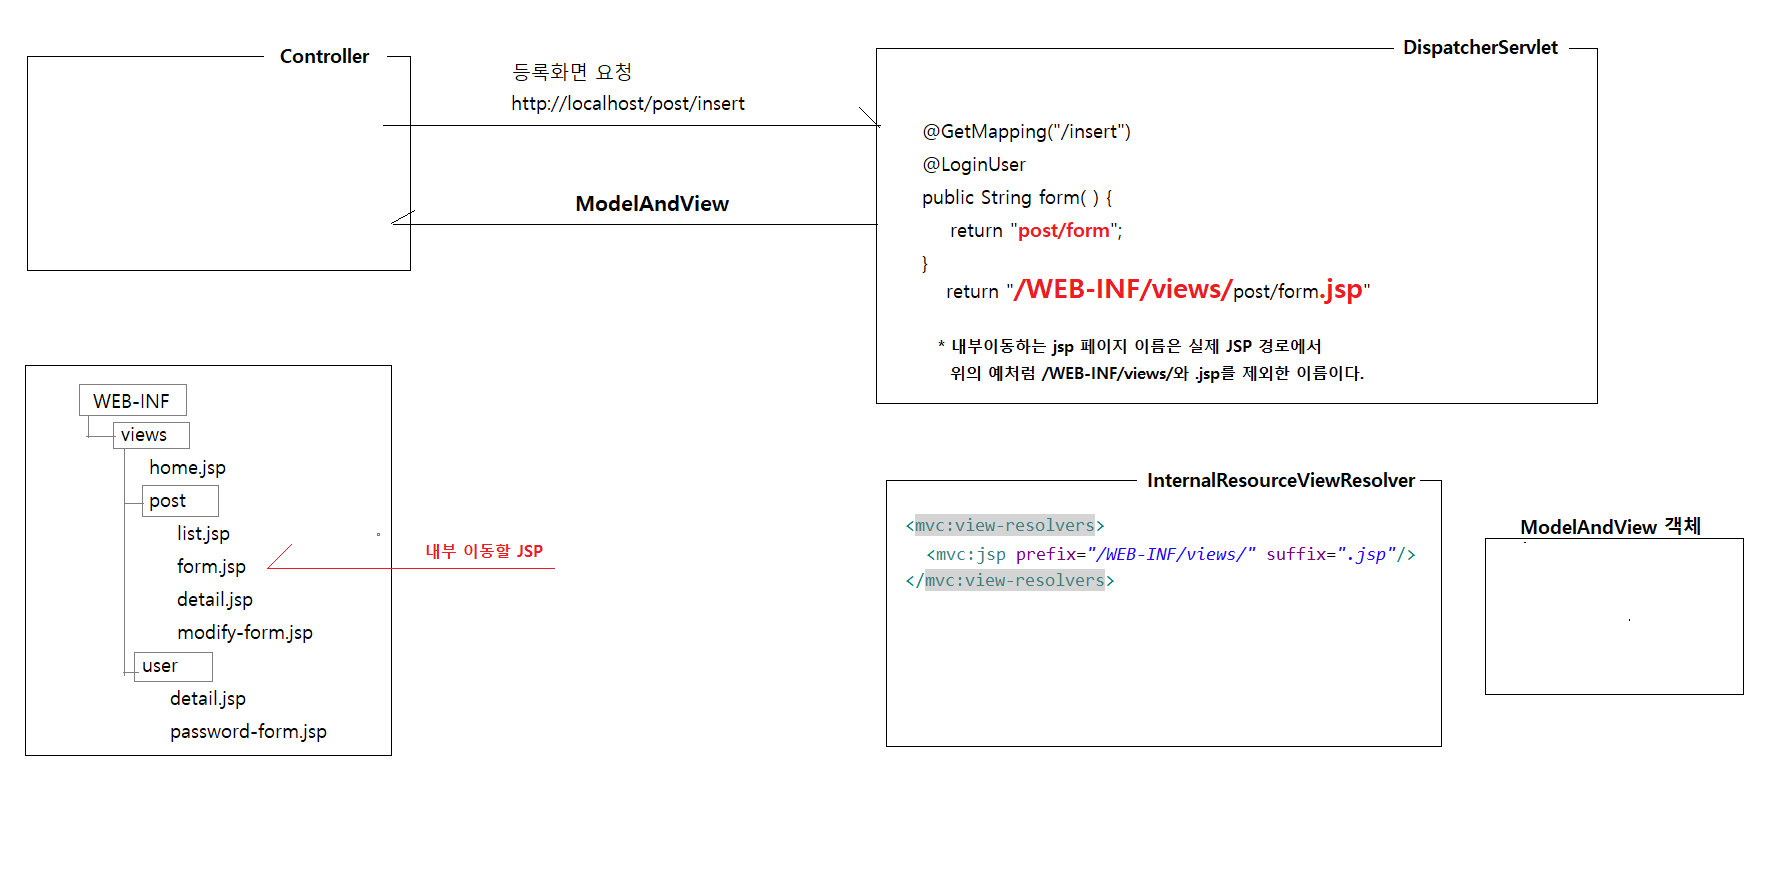 Controller
등록화면 요청
http://localhost/post/insert
ModelAndView
DispatcherServlet
@GetMapping("/insert")
@LoginUser
public String form( ) {
return "post/form";
}
return "/WEB-INF/views/post/form.jsp"
* 내부이동하는 jsp 페이지 이름은 실제 JSP 경로에서
위의 예처럼 /WEB-INF/views/와 .jsp를 제외한 이름이다.
WEB-INF
views
home.jsp
post
list.jsp
form.jsp
detail.jsp
modify-form.jsp
user
detail.jsp
password-form.jsp
내부 이동할 JSP
InternalResourceViewResolver
<mvc:view-resolvers>
<mvc:jsp prefix="/WEB-INF/views/" suffix=".jsp"/>
</mvc:view-resolvers>
ModelAndView 객체